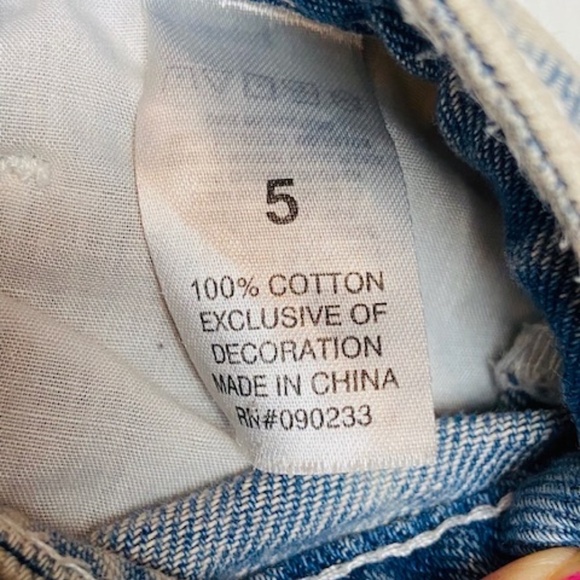 5
100% COTTON
EXCLUSIVE OF
DECORATION
MADE IN CHINA
RN#090233